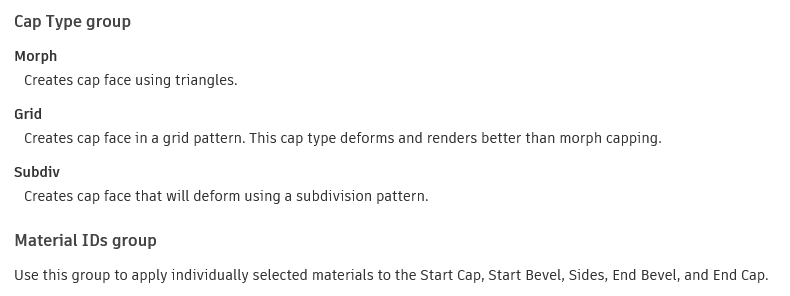 Cap Type group
Morph
Creates cap face using triangles.
Grid
Creates cap face in a grid pattern. This cap type deforms and renders better than morph capping.
Subdiv
Creates cap face that will deform using a subdivision pattern.
Material IDs group
Use this group to apply individually selected materials to the Start Cap, Start Bevel, Sides, End Bevel, and End Cap.